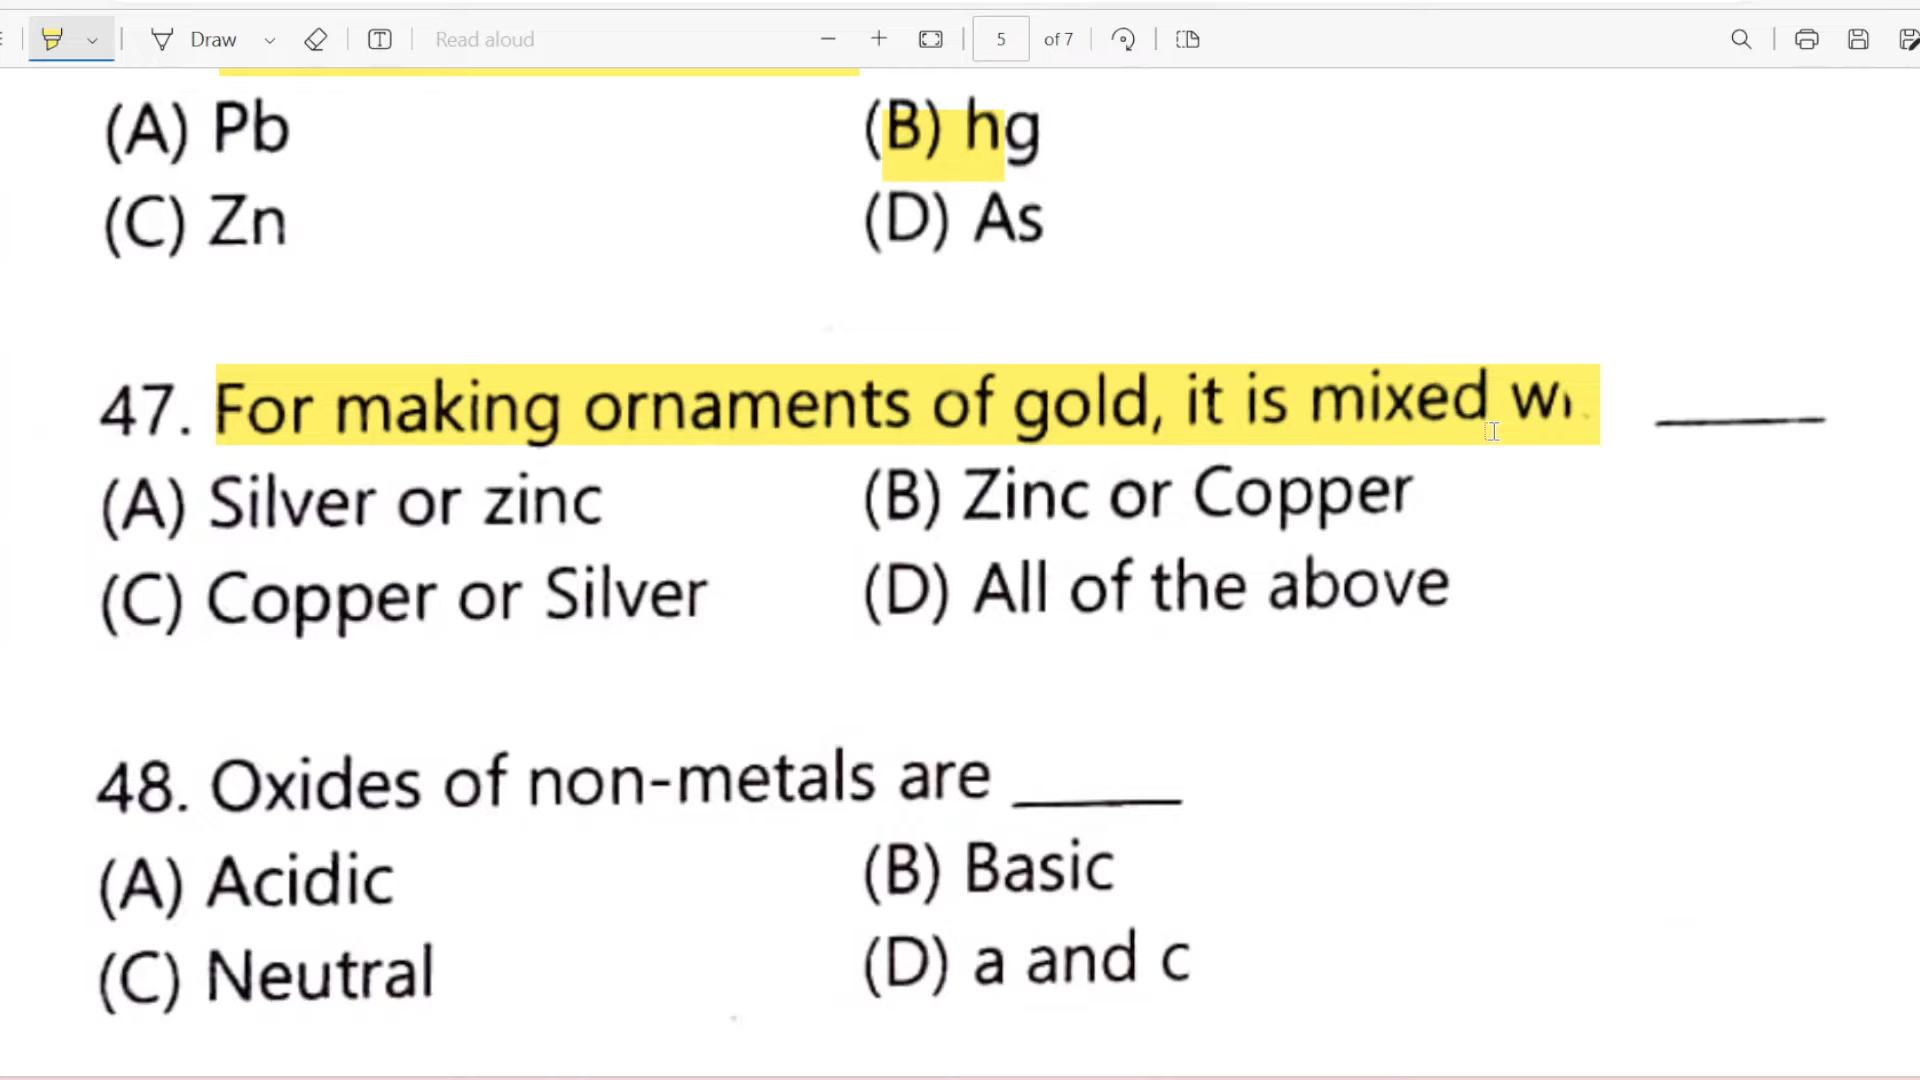 Draw Read aloud 5 of 7
(A) Pb (B) hg
(C) Zn (D) As
47. For making ornaments of gold, it is mixed _____
(A) Silver or zinc (B) Zinc or Copper
(C) Copper or Silver (D) All of the above
48. Oxides of non-metals are _____
(A) Acidic (B) Basic
(C) Neutral (D) a and c